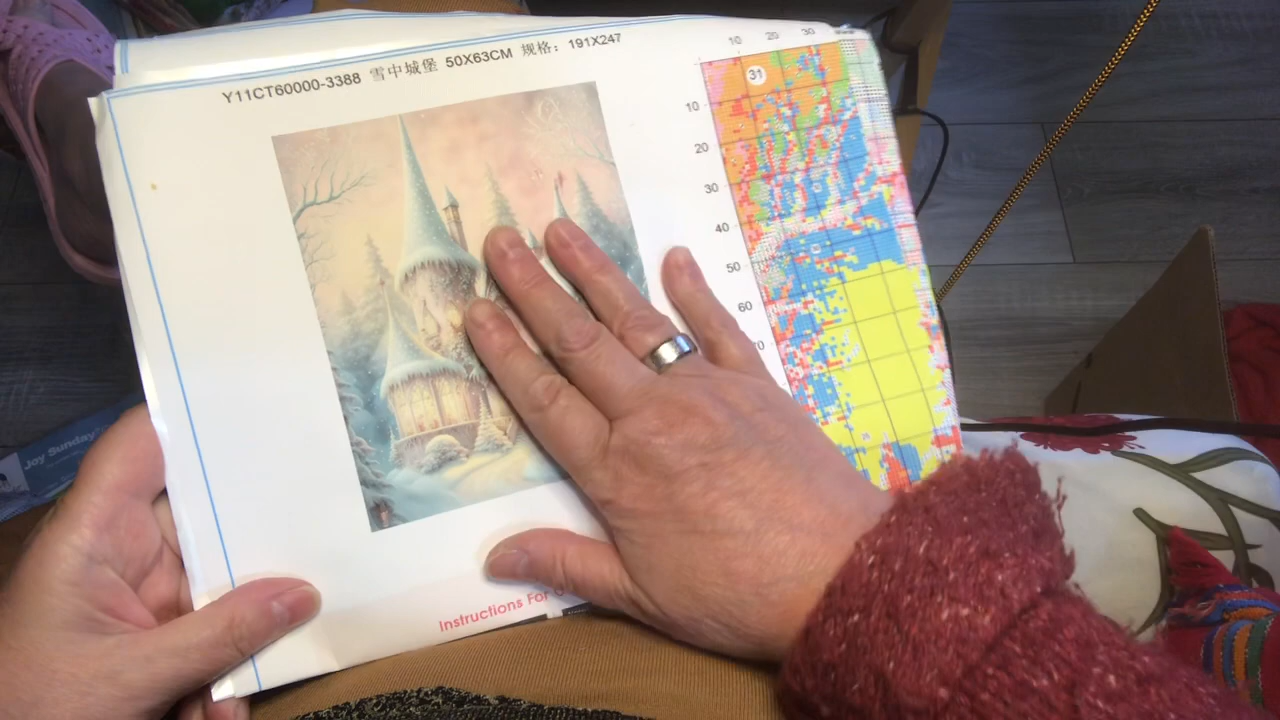 Y11CT60000-3388 雪中城堡 50X63CM 规格：191X247
10 20 30
31
10
20
30
40
50
60
Instructions For
Joy Sunday